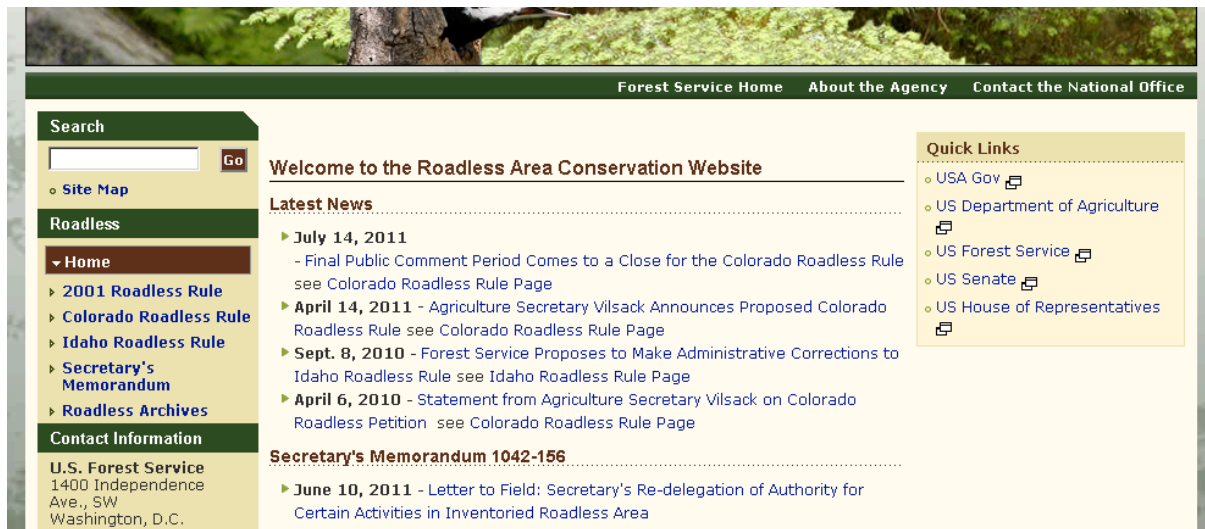 Forest Service Home About the Agency Contact the National Office
Search
Go
Site Map
Roadless
Home
2001 Roadless Rule
Colorado Roadless Rule
Idaho Roadless Rule
Secretary's
Memorandum
Roadless Archives
Contact Information
U.S. Forest Service
1400 Independence
Ave., SW
Washington, D.C.
Welcome to the Roadless Area Conservation Website
Latest News
July 14, 2011
- Final Public Comment Period Comes to a Close for the Colorado Roadless Rule
see Colorado Roadless Rule Page
April 14, 2011 - Agriculture Secretary Vilsack Announces Proposed Colorado
Roadless Rule see Colorado Roadless Rule Page
Sept. 8, 2010 - Forest Service Proposes to Make Administrative Corrections to
Idaho Roadless Rule see Idaho Roadless Rule Page
April 6, 2010 - Statement from Agriculture Secretary Vilsack on Colorado
Roadless Petition see Colorado Roadless Rule Page
Secretary's Memorandum 1042-156
June 10, 2011 - Letter to Field: Secretary's Re-delegation of Authority for
Certain Activities in Inventoried Roadless Area
Quick Links
USA Gov
US Department of Agriculture
US Forest Service
US Senate
US House of Representatives